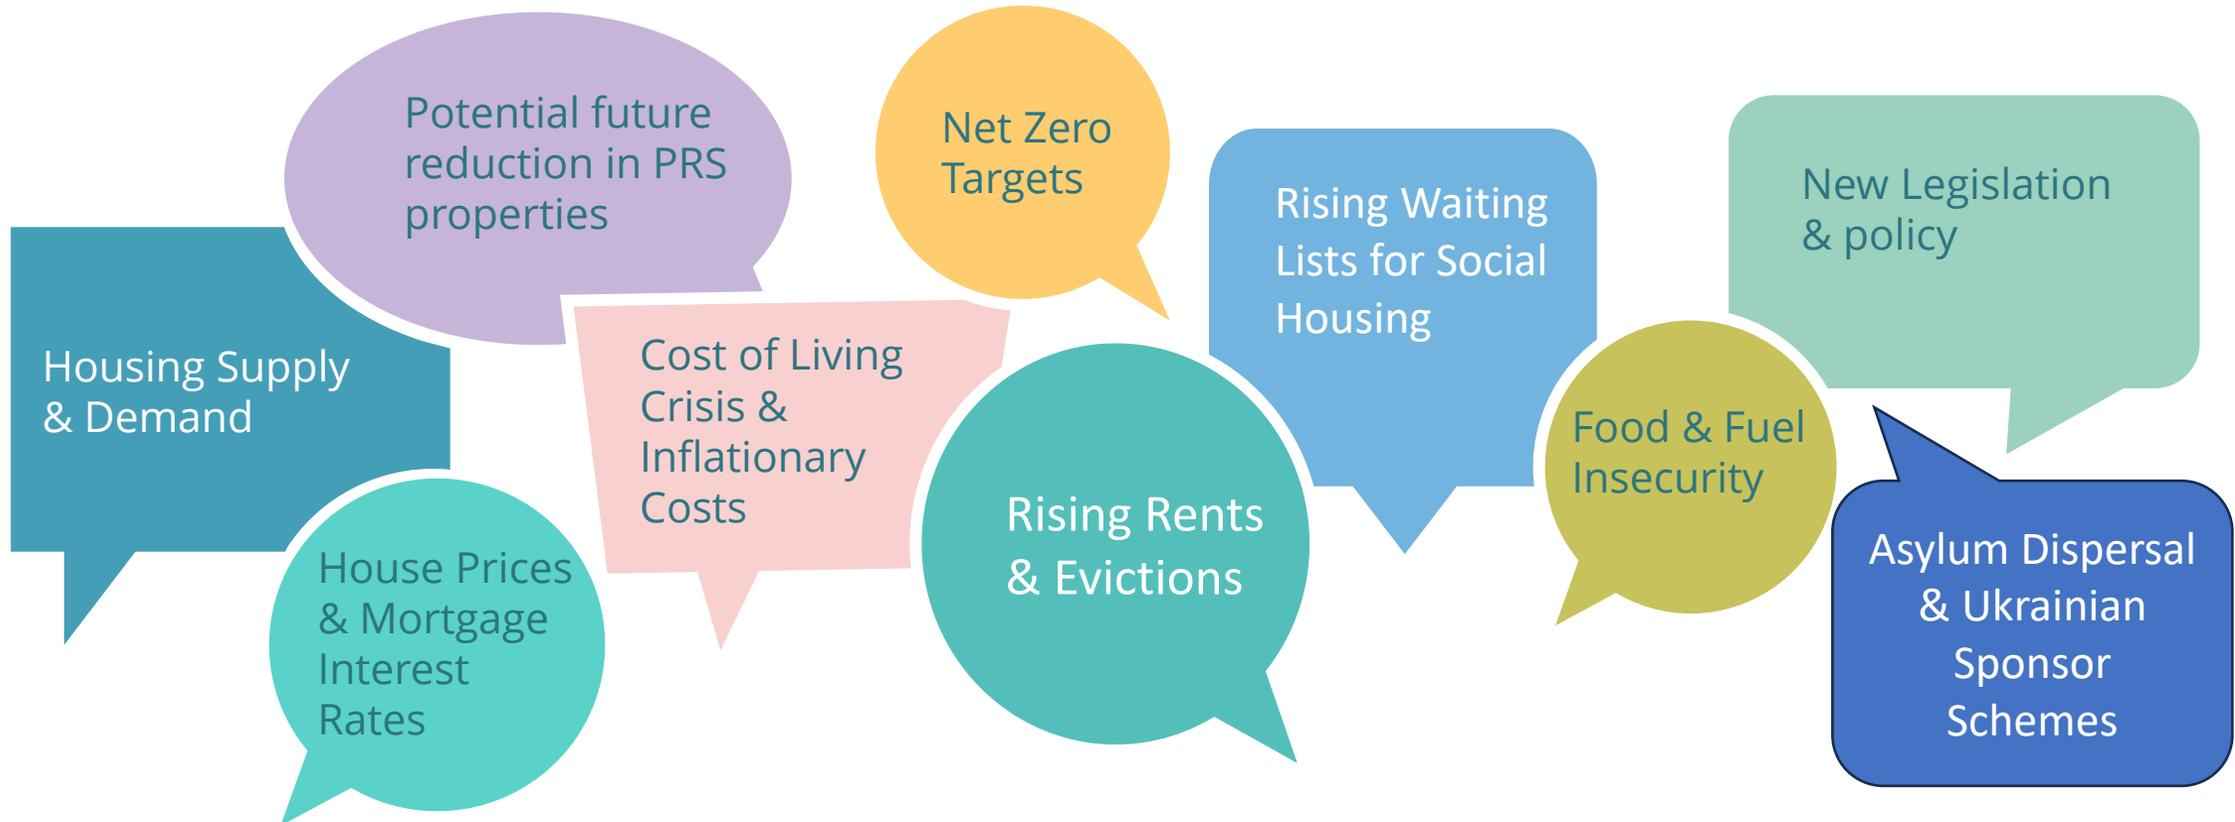 Potential future
reduction in PRS
properties
Net Zero
Targets
Rising Waiting
Lists for Social
Housing
New Legislation
& policy
Housing Supply
& Demand
Cost of Living
Crisis &
Inflationary
Costs
Rising Rents
& Evictions
Food & Fuel
Insecurity
House Prices
& Mortgage
Interest
Rates
Asylum Dispersal
& Ukrainian
Sponsor
Schemes